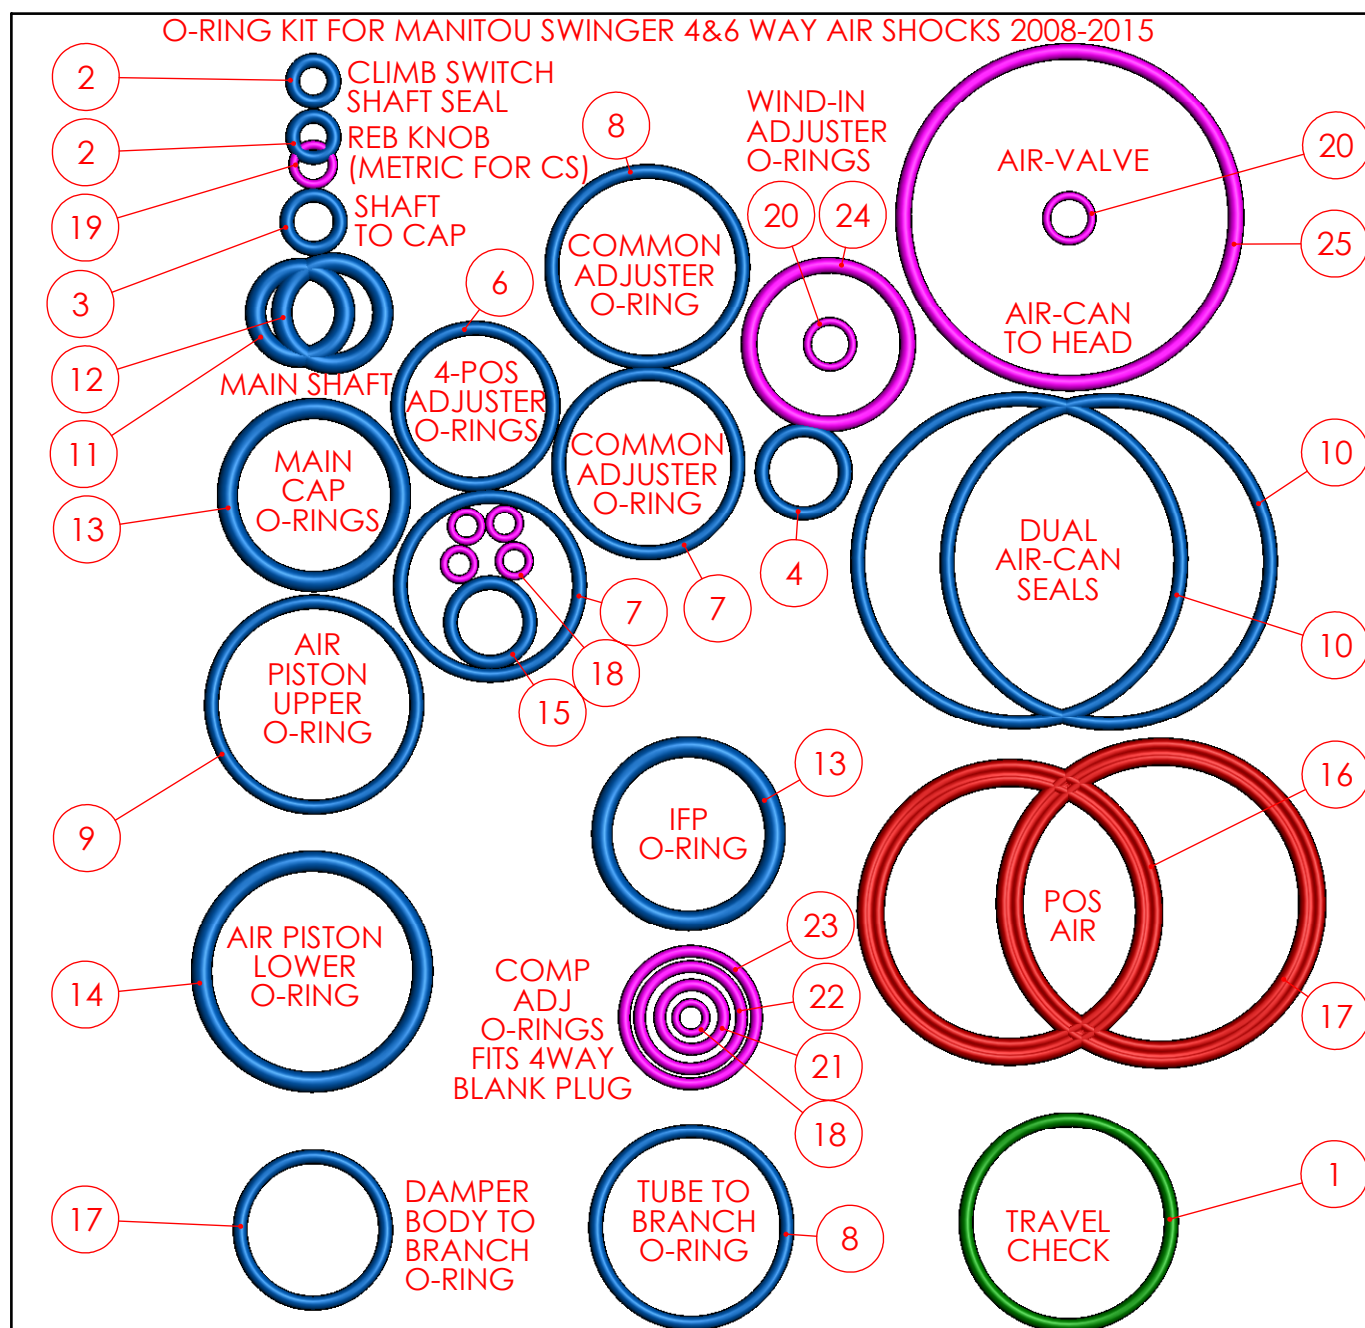 O-RING KIT FOR MANITOU SWINGER 4&6 WAY AIR SHOCKS 2008-2015
2
CLIMB SWITCH
SHAFT SEAL
2
REB KNOB
(METRIC FOR CS)
19
SHAFT
TO CAP
3
12
11
MAIN SHAFT
13
MAIN
CAP
O-RINGS
9
AIR
PISTON
UPPER
O-RING
14
AIR PISTON
LOWER
O-RING
17
DAMPER
BODY TO
BRANCH
O-RING
6
4-POS
ADJUSTER
O-RINGS
7
18
15
8
COMMON
ADJUSTER
O-RING
COMMON
ADJUSTER
O-RING
7
13
IFP
O-RING
COMP
ADJ
O-RINGS
FITS 4WAY
BLANK PLUG
23
22
21
18
TUBE TO
BRANCH
O-RING
8
WIND-IN
ADJUSTER
O-RINGS
20
24
4
AIR-VALVE
20
25
AIR-CAN
TO HEAD
10
DUAL
AIR-CAN
SEALS
10
16
POS
AIR
17
1
TRAVEL
CHECK